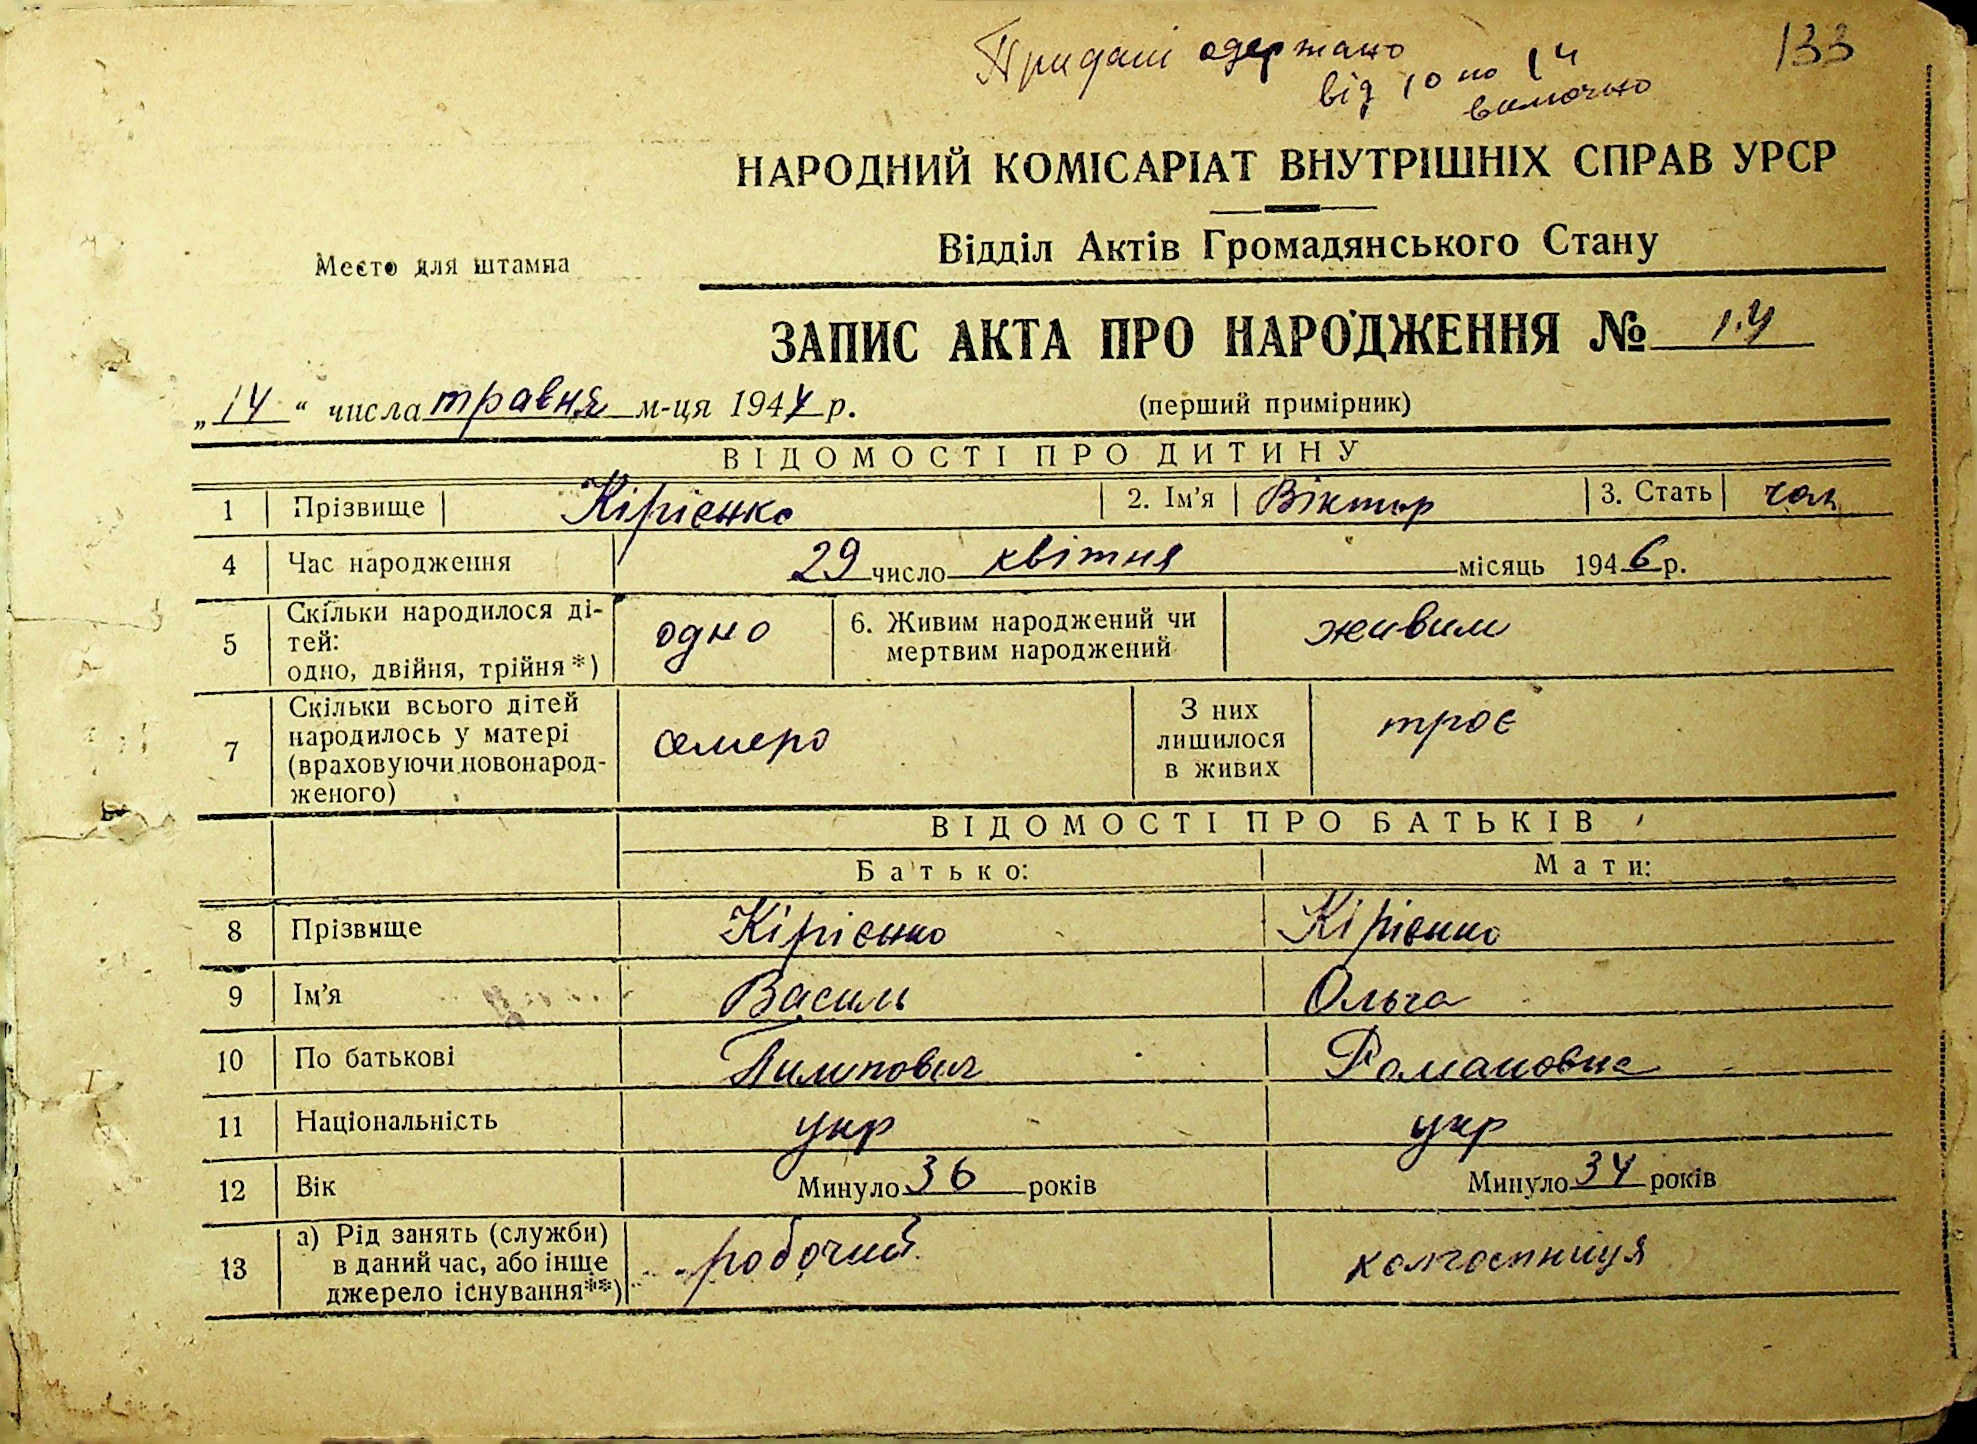 Придані одержано
від 10 по 14
включно
133
НАРОДНИЙ КОМІСАРІАТ ВНУТРІШНІХ СПРАВ УРСР
Место для штампа
Відділ Актів Громадянського Стану
ЗАПИС АКТА ПРО НАРОДЖЕННЯ № 14
„14“ числа травня м-ця 1947 р.
(перший примірник)
ВІДОМОСТІ ПРО ДИТИНУ
1 Прізвище Кірієнко 2. Ім'я Віктор 3. Стать чол
4 Час народження 29 число квітня місяць 1946 р.
5 Скільки народилося ді-
тей:
одно, двійня, трійня*) одно 6. Живим народжений чи
мертвим народжений живим
7 Скільки всього дітей
народилось у матері
(враховуючи новонарод-
женого) семеро З них
лишилося
в живих троє
ВІДОМОСТІ ПРО БАТЬКІВ
Батько: Мати:
8 Прізвище Кірієнко Кірієнко
9 Ім'я Василь Ольга
10 По батькові Пилипович Романовна
11 Національність укр укр
12 Вік Минуло 36 років Минуло 34 років
13 а) Рід занять (служби)
в даний час, або інще
джерело існування**) робочий колгоспниця